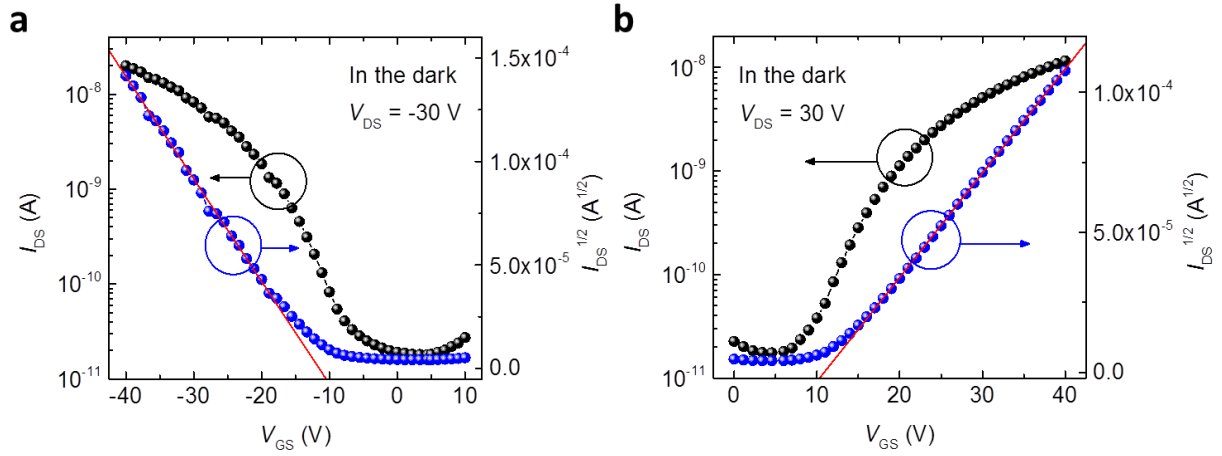 a
In the dark
V_DS = -30 V
I_DS (A)
10⁻⁸
10⁻⁹
10⁻¹⁰
10⁻¹¹
-40 -30 -20 -10 0 10
V_GS (V)
1.5x10⁻⁴
1.0x10⁻⁴
5.0x10⁻⁵
0.0
I_DS^1/2 (A^1/2)
b
In the dark
V_DS = 30 V
I_DS (A)
10⁻⁸
10⁻⁹
10⁻¹⁰
10⁻¹¹
0 10 20 30 40
V_GS (V)
1.0x10⁻⁴
5.0x10⁻⁵
0.0
I_DS^1/2 (A^1/2)